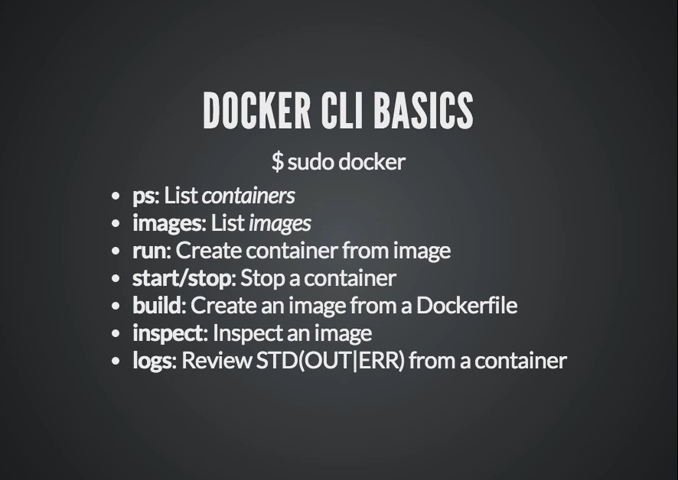 DOCKER CLI BASICS
$ sudo docker
• ps: List containers
• images: List images
• run: Create container from image
• start/stop: Stop a container
• build: Create an image from a Dockerfile
• inspect: Inspect an image
• logs: Review STD(OUT|ERR) from a container